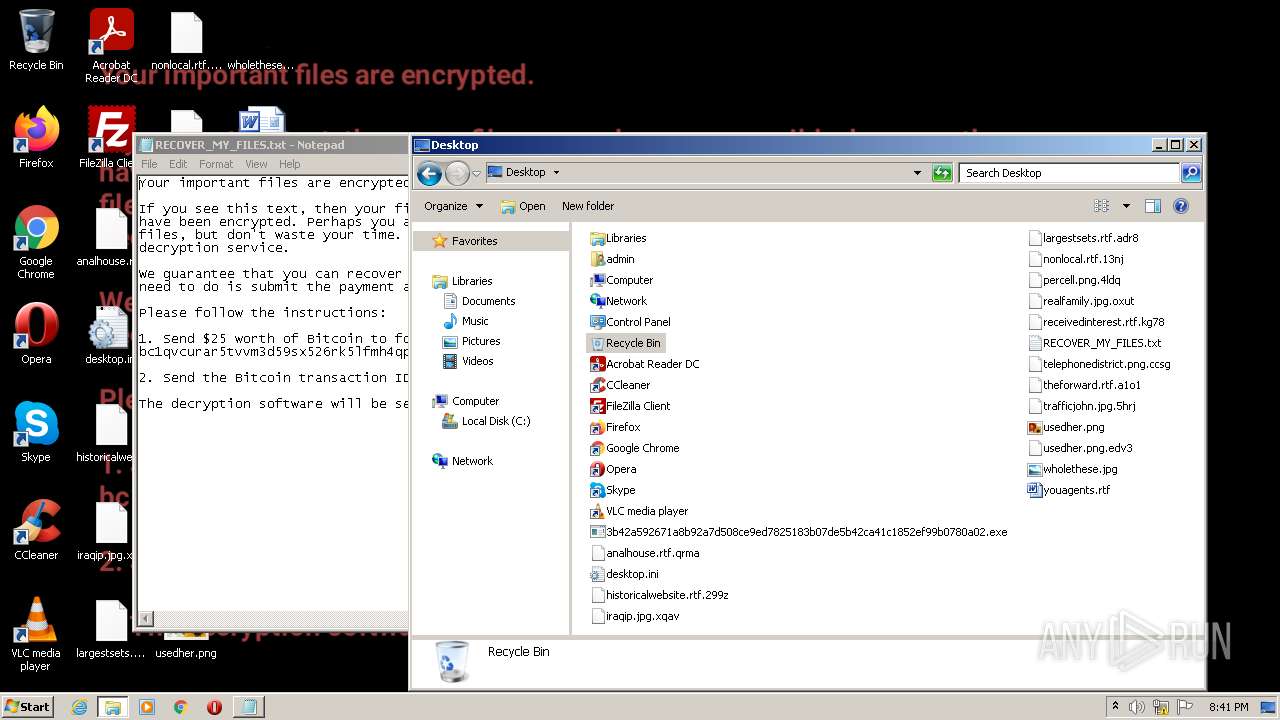 Recycle Bin
Acrobat
Reader DC
nonlocal.rtf....
wholethese...
Your important files are encrypted.
Firefox
FileZilla Clie
Google
Chrome
analhouse.r
Opera
desktop.in
Skype
historicalwebs
CCleaner
iraqip.jpg.x
VLC media
player
largestsets....
usedher.png
RECOVER_MY_FILES.txt - Notepad
File Edit Format View Help
Your important files are encrypted
If you see this text, then your fi
have been encrypted. Perhaps you a
files, but don't waste your time.
decryption service.
We guarantee that you can recover
need to do is submit the payment a
Please follow the instructions:
1. Send $25 worth of Bitcoin to fo
2. Send the Bitcoin transaction ID
The decryption software will be se
Desktop
Desktop
Search Desktop
Organize Open New folder
Favorites
Libraries
Documents
Music
Pictures
Videos
Computer
Local Disk (C:)
Network
Libraries
admin
Computer
Network
Control Panel
Recycle Bin
Acrobat Reader DC
CCleaner
FileZilla Client
Firefox
Google Chrome
Opera
Skype
VLC media player
3b42a592671a8b92a7d508ce9ed7825183b07de5b42ca41c1852ef99b0780a02.exe
analhouse.rtf.qrma
desktop.ini
historicalwebsite.rtf.299z
iraqip.jpg.xqav
largestsets.rtf.adr8
nonlocal.rtf.13nj
percell.png.4ldq
realfamily.jpg.oxut
receivedinterest.rtf.kg78
RECOVER_MY_FILES.txt
telephonedistrict.png.ccsg
theforward.rtf.a1o1
trafficjohn.jpg.5hrj
usedher.png
usedher.png.edv3
wholethese.jpg
youagents.rtf
Recycle Bin
ANY RUN
Start
8:41 PM